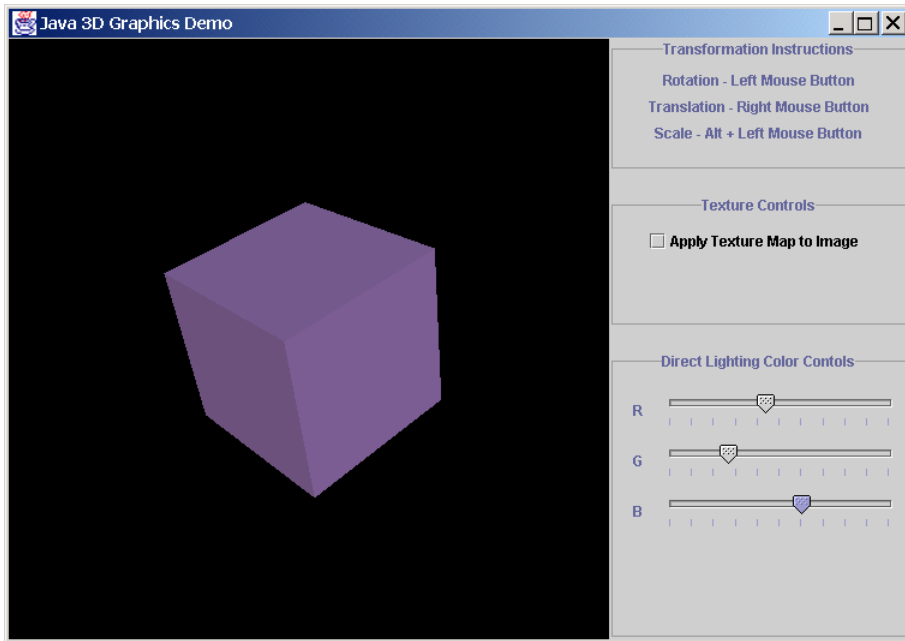 Java 3D Graphics Demo
Transformation Instructions
Rotation - Left Mouse Button
Translation - Right Mouse Button
Scale - Alt + Left Mouse Button
Texture Controls
Apply Texture Map to Image
Direct Lighting Color Contols
R
G
B